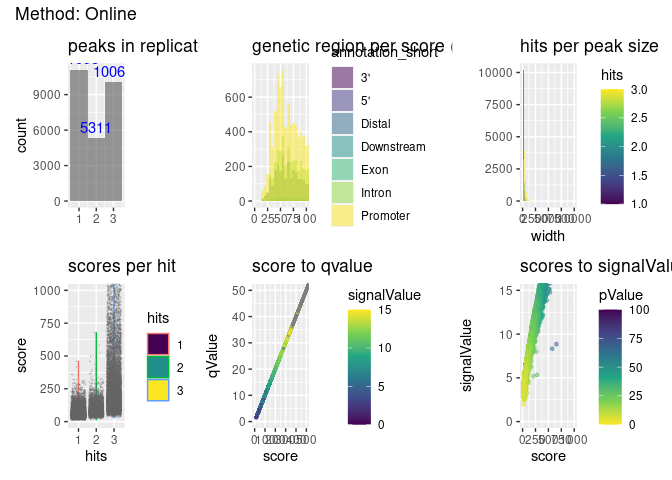 Method: Online
peaks in replicat
genetic region per score (
hits per peak size
annotation_short
1006
5311
9000
6000
3000
0
count
1 2 3
600
400
200
0
3'
5'
Distal
Downstream
Exon
Intron
Promoter
10000
7500
5000
2500
0
width
hits
3.0
2.5
2.0
1.5
1.0
scores per hit
score to qvalue
scores to signalValu
1000
750
500
250
0
score
1 2 3
hits
hits
1
2
3
50
40
30
20
10
0
qValue
score
signalValue
15
10
5
0
15
10
5
0
signalValue
score
pValue
100
75
50
25
0